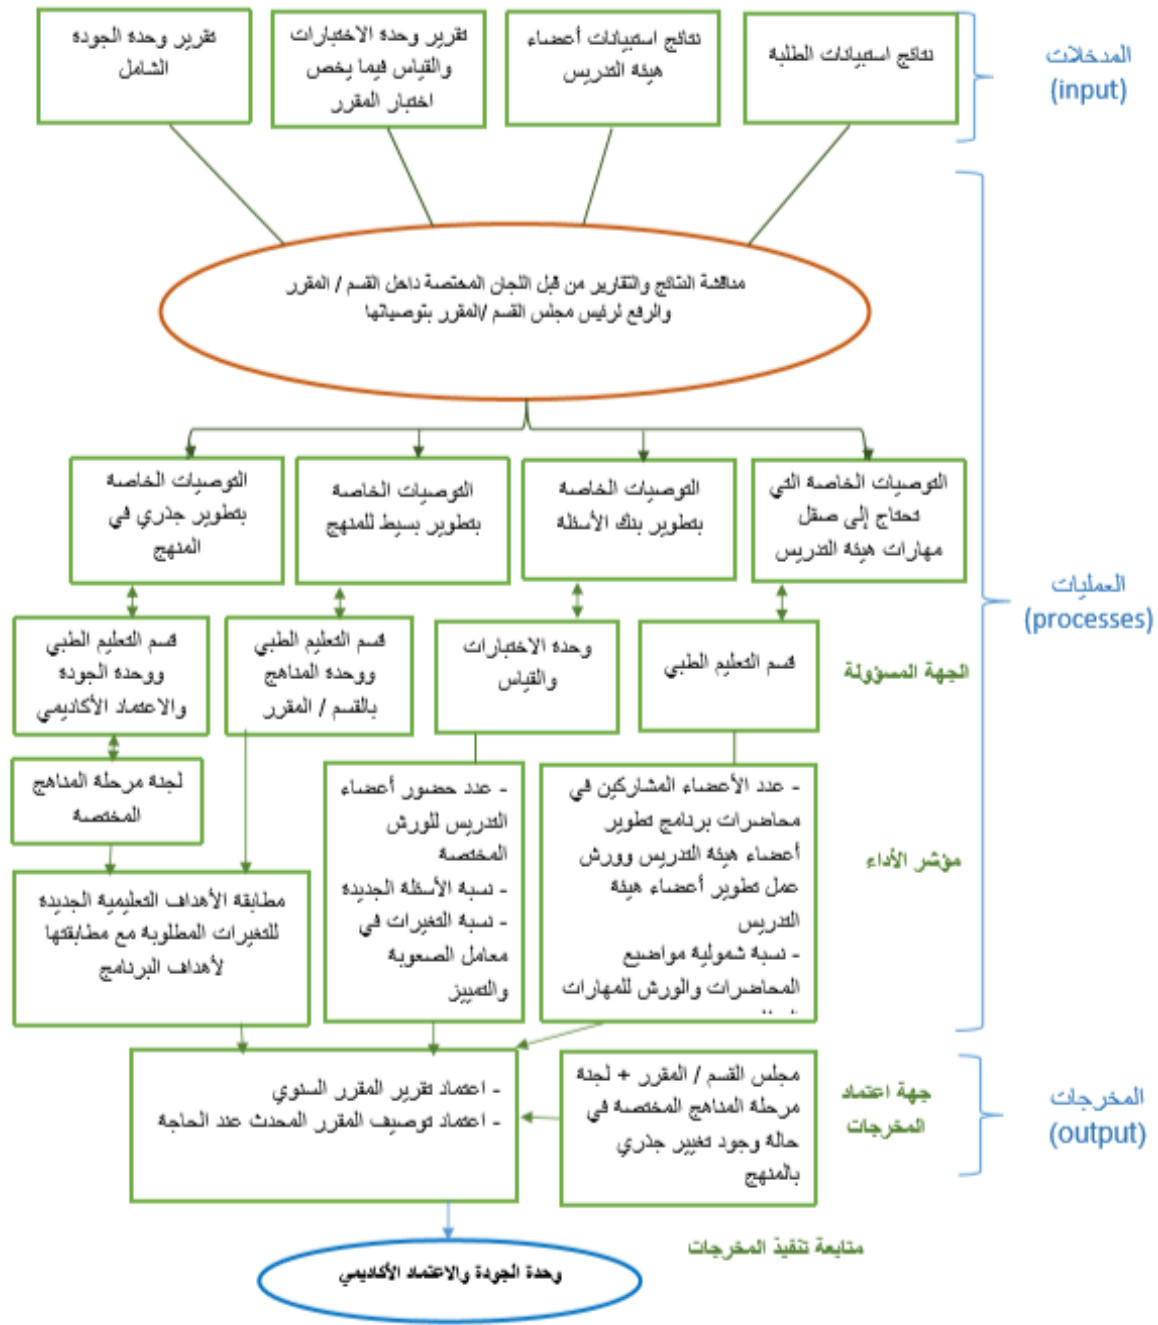 المدخلات
(input)
نتائج استبيانات الطلبة
نتائج استبيانات أعضاء
هيئة التدريس
تقرير وحدة الاختبارات
والقياس فيما يخص
اختبار المقرر
تقرير وحدة الجودة
الشامل
مناقشة النتائج والتقارير من قبل اللجان المختصة داخل القسم / المقرر
والرفع لرئيس مجلس القسم /المقرر بتوصياتها
العمليات
(processes)
التوصيات الخاصة التي
تحتاج إلى صقل
مهارات هيئة التدريس
التوصيات الخاصة
بتطوير بنك الأسئلة
التوصيات الخاصة
بتطوير بسيط للمنهج
التوصيات الخاصة
بتطوير جذري في
المنهج
الجهة المسؤولة
قسم التعليم الطبي
وحدة الاختبارات
والقياس
قسم التعليم الطبي
ووحدة المناهج
بالقسم / المقرر
قسم التعليم الطبي
ووحدة الجودة
والاعتماد الأكاديمي
لجنة مرحلة المناهج
المختصة
مؤشر الأداء
- عدد الأعضاء المشاركين في
محاضرات برنامج تطوير
أعضاء هيئة التدريس وورش
عمل تطوير أعضاء هيئة
التدريس
- نسبة شمولية مواضيع
المحاضرات والورش للمهارات
- عدد حضور أعضاء
التدريس للورش
المختصة
- نسبة الأسئلة الجديدة
- نسبة التغيرات في
معامل الصعوبة
والتمييز
مطابقة الأهداف التعليمية الجديدة
للتغيرات المطلوبة مع مطابقتها
لأهداف البرنامج
المخرجات
(output)
جهة اعتماد
المخرجات
مجلس القسم / المقرر + لجنة
مرحلة المناهج المختصة في
حالة وجود تغيير جذري
بالمنهج
- اعتماد تقرير المقرر السنوي
- اعتماد توصيف المقرر المحدث عند الحاجة
متابعة تنفيذ المخرجات
وحدة الجودة والاعتماد الأكاديمي